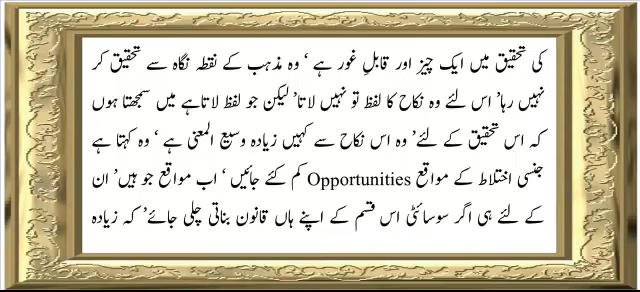 کی تحقیق میں ایک چیز اور قابلِ غور ہے ‘ وہ مذہب کے نقطہ نگاہ سے تحقیق کر
نہیں رہا’ اس لئے وہ نکاح کا لفظ تو نہیں لاتا’ لیکن جو لفظ لاتاہے میں سمجھتا ہوں
کہ اس تحقیق کے لئے’ وہ اس نکاح سے کہیں زیادہ وسیع المعنی ہے ‘ وہ کہتا ہے
جنسی اختلاط کے مواقع Opportunities کم کئے جائیں ‘ اب مواقع جو ہیں’ ان
کے لئے ہی اگر سوسائٹی اس قسم کے اپنے ہاں قانون بناتی چلی جائے’ کہ زیادہ